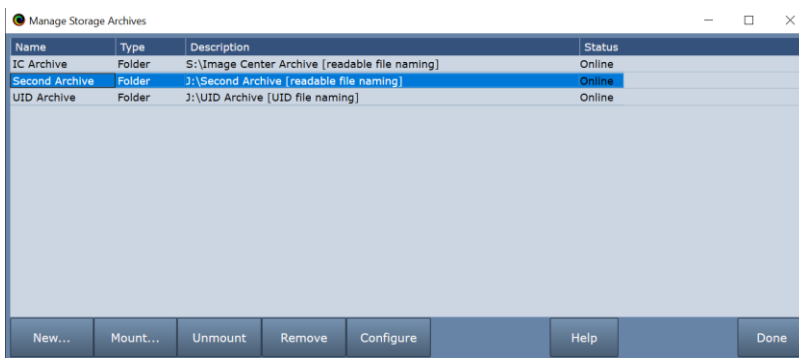 Manage Storage Archives
Name Type Description Status
IC Archive Folder S:\Image Center Archive [readable file naming] Online
Second Archive Folder J:\Second Archive [readable file naming] Online
UID Archive Folder J:\UID Archive [UID file naming] Online
New... Mount... Unmount Remove Configure Help Done